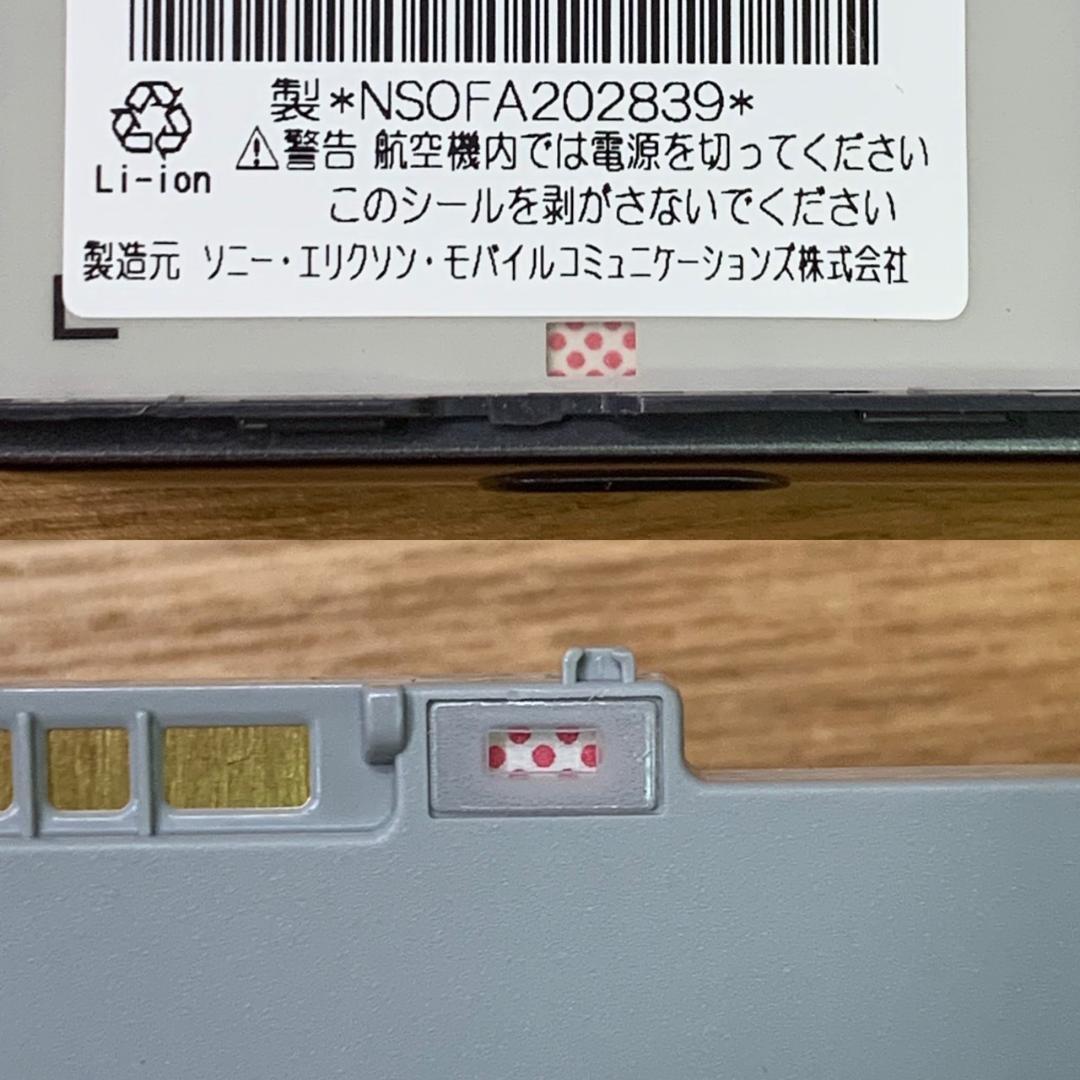 製*NSOFA202839*
Li-ion
⚠警告 航空機内では電源を切ってください
このシールを剥がさないでください
製造元 ソニー・エリクソン・モバイルコミュニケーションズ株式会社